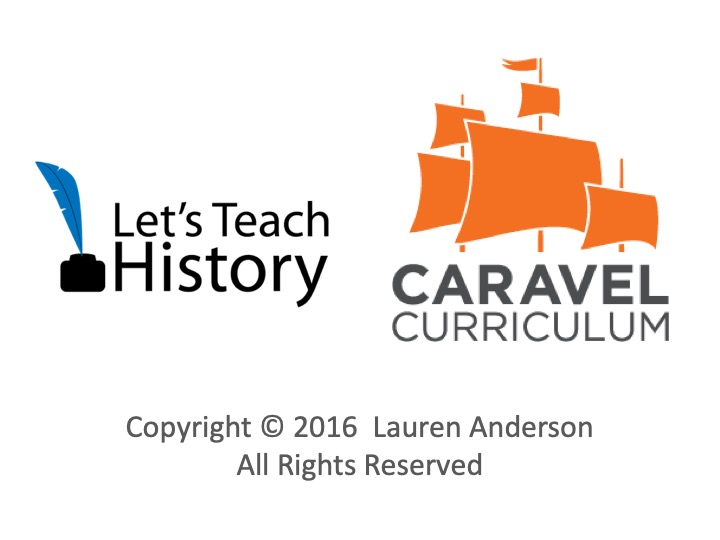 Let's Teach
History
CARAVEL
CURRICULUM
Copyright © 2016  Lauren Anderson
All Rights Reserved